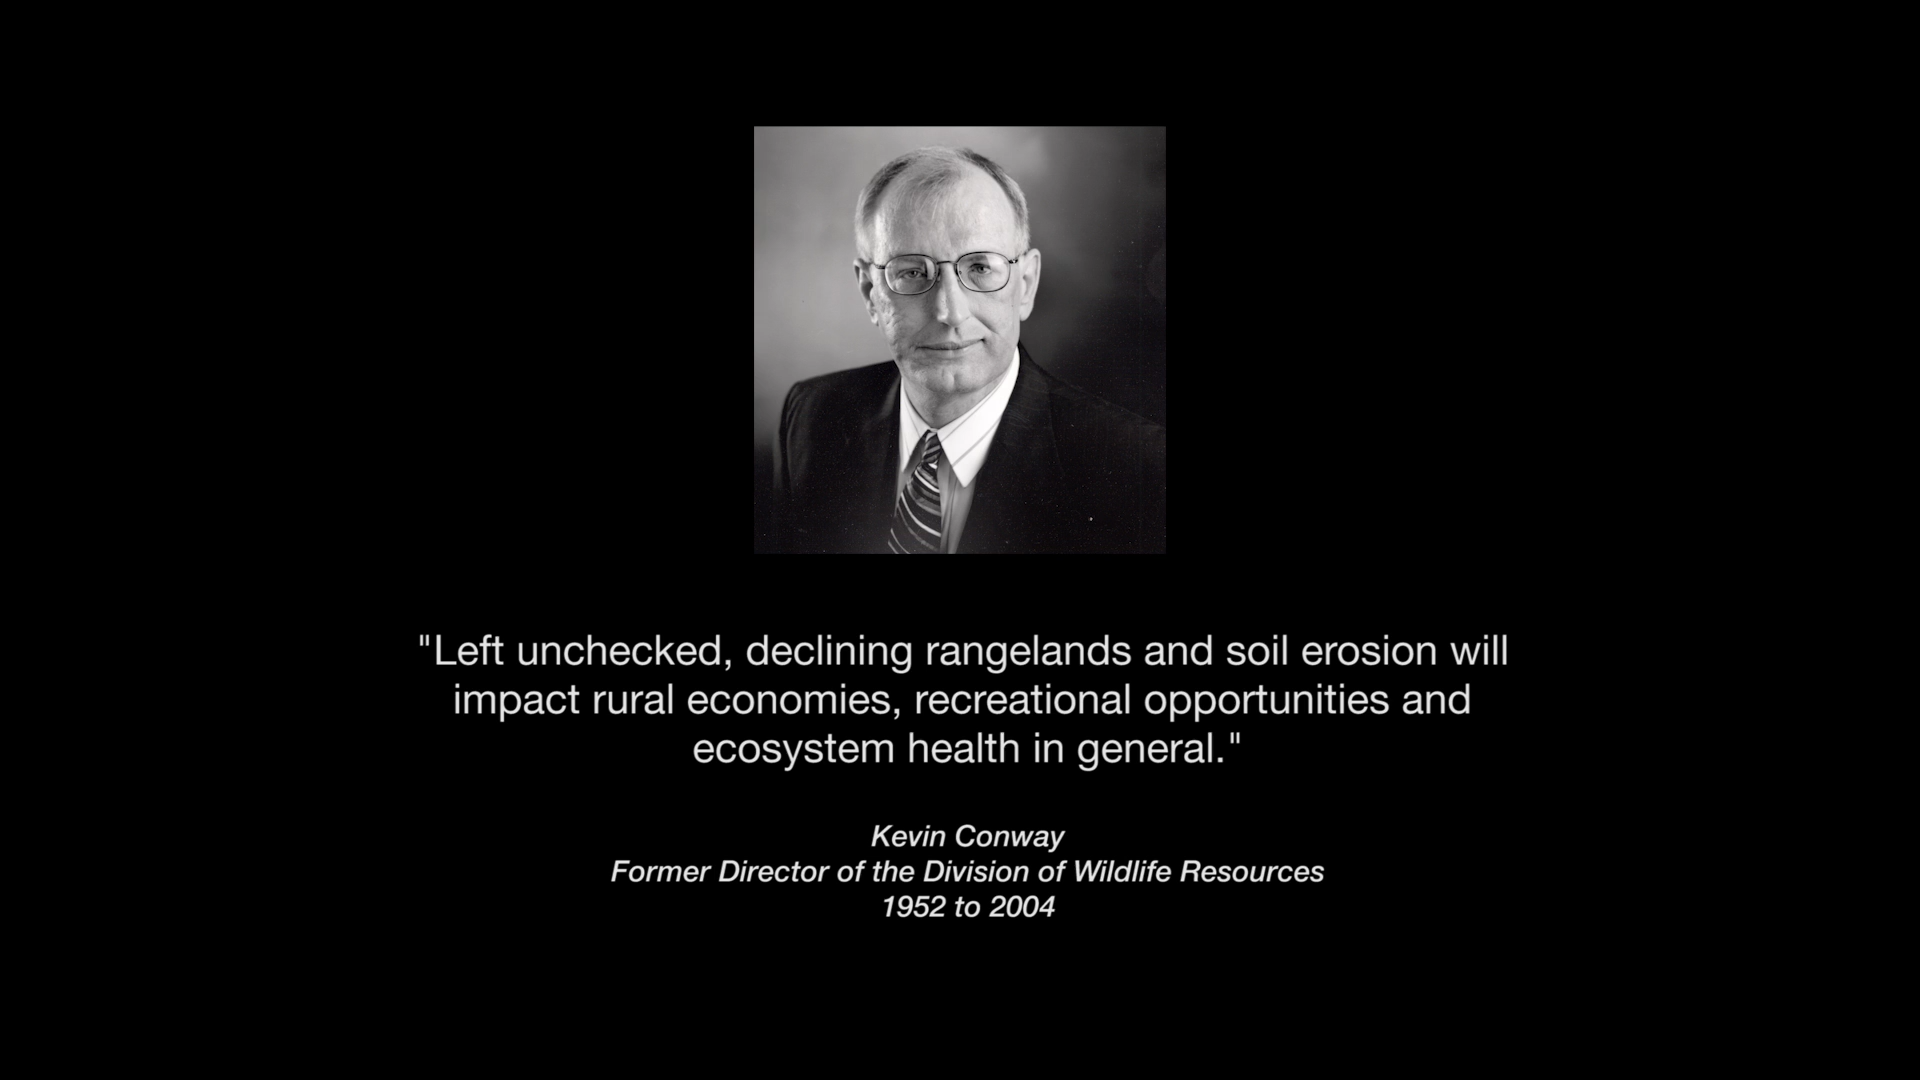 "Left unchecked, declining rangelands and soil erosion will
impact rural economies, recreational opportunities and
ecosystem health in general."
Kevin Conway
Former Director of the Division of Wildlife Resources
1952 to 2004